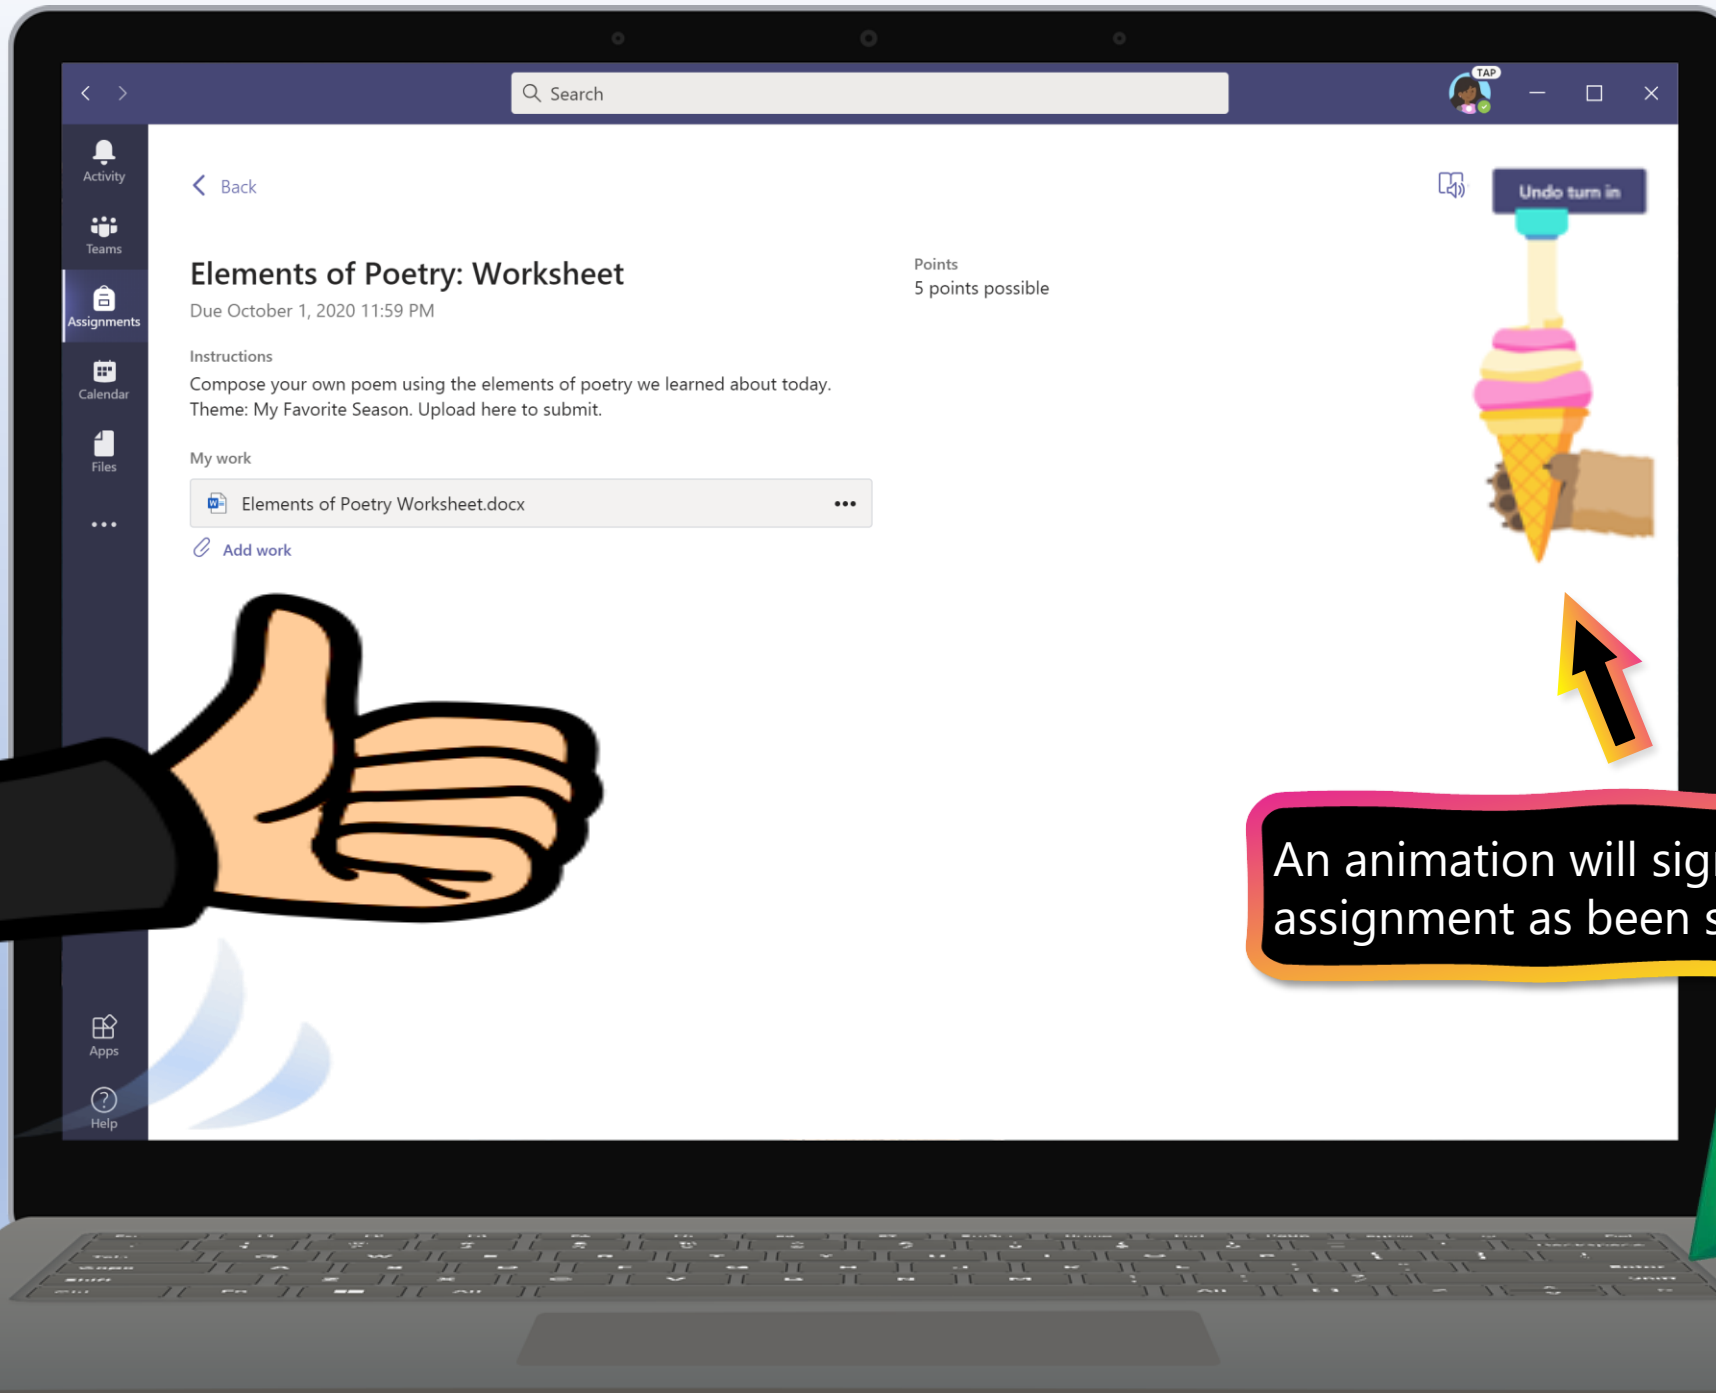 Search
TAP
Activity
Teams
Assignments
Calendar
Files
Apps
Help
Back
Undo turn in
Elements of Poetry: Worksheet
Due October 1, 2020 11:59 PM
Points
5 points possible
Instructions
Compose your own poem using the elements of poetry we learned about today.
Theme: My Favorite Season. Upload here to submit.
My work
Elements of Poetry Worksheet.docx
Add work
An animation will
assignment as been